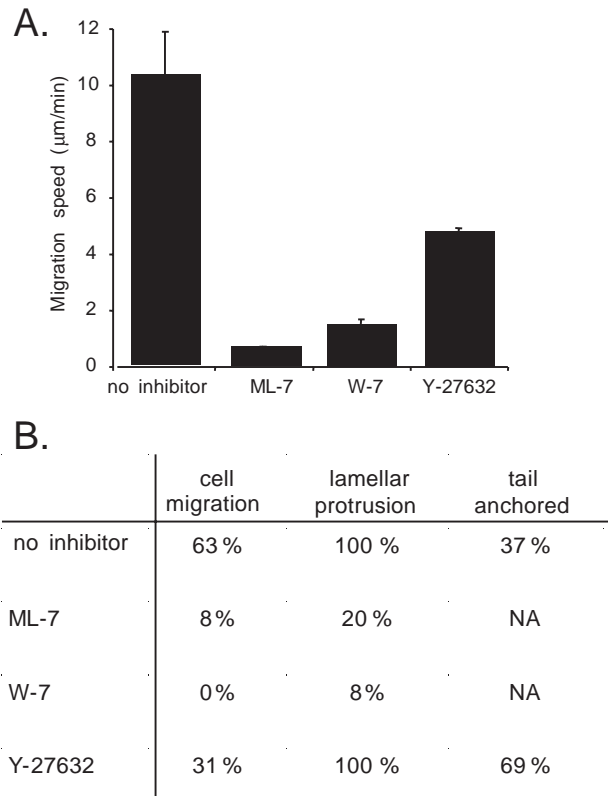 A.
12
10
8
6
4
2
0
Migration speed (µm/min)
no inhibitor ML-7 W-7 Y-27632
B.
cell migration lamellar protrusion tail anchored
no inhibitor 63 % 100 % 37 %
ML-7 8 % 20 % NA
W-7 0 % 8 % NA
Y-27632 31 % 100 % 69 %